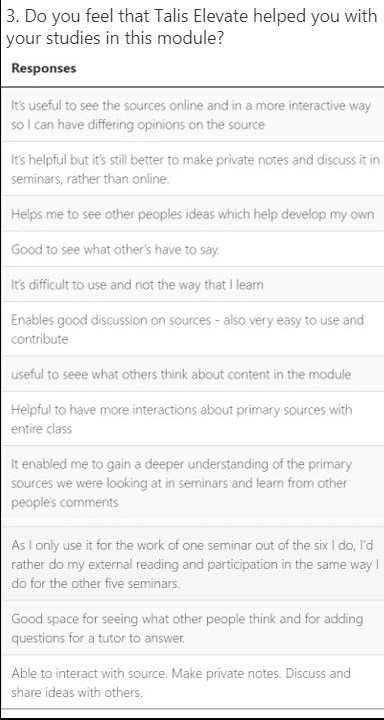 3. Do you feel that Talis Elevate helped you with
your studies in this module?
Responses
It's useful to see the sources online and in a more interactive way
so I can have differing opinions on the source
It's helpful but it's still better to make private notes and discuss it in
seminars, rather than online.
Helps me to see other peoples ideas which help develop my own
Good to see what other's have to say.
It's difficult to use and not the way that I learn
Enables good discussion on sources - also very easy to use and
contribute
useful to seee what others think about content in the module
Helpful to have more interactions about primary sources with
entire class
It enabled me to gain a deeper understanding of the primary
sources we were looking at in seminars and learn from other
people's comments
As I only use it for the work of one seminar out of the six I do, I'd
rather do my external reading and participation in the same way I
do for the other five seminars.
Good space for seeing what other people think and for adding
questions for a tutor to answer.
Able to interact with source. Make private notes. Discuss and
share ideas with others.